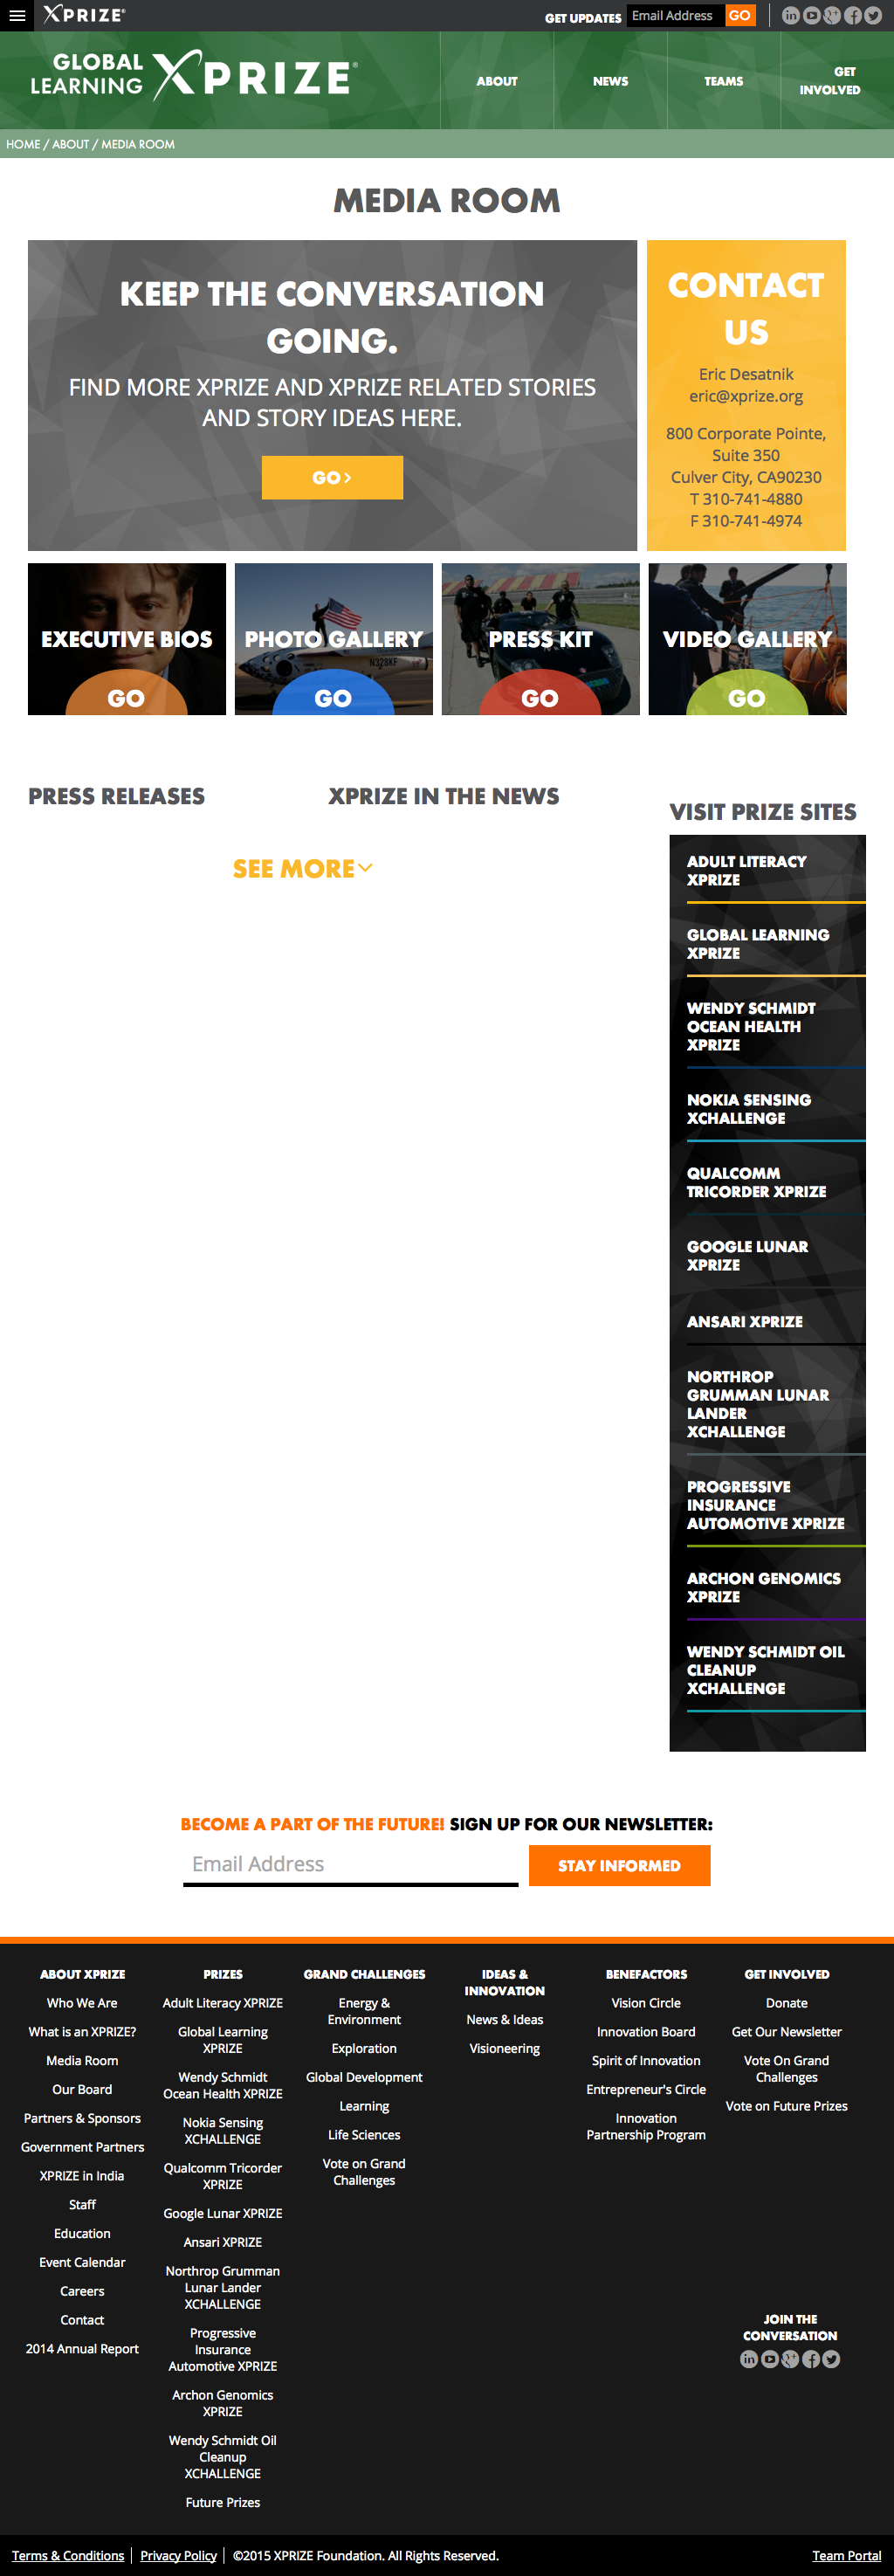 XPRIZE
GET UPDATES
Email Address
GO
GLOBAL
LEARNING
XPRIZE®
ABOUT
NEWS
TEAMS
GET
INVOLVED
HOME / ABOUT / MEDIA ROOM
MEDIA ROOM
KEEP THE CONVERSATION
GOING.
FIND MORE XPRIZE AND XPRIZE RELATED STORIES
AND STORY IDEAS HERE.
GO >
CONTACT
US
Eric Desatnik
eric@xprize.org
800 Corporate Pointe,
Suite 350
Culver City, CA90230
T 310-741-4880
F 310-741-4974
EXECUTIVE BIOS
GO
PHOTO GALLERY
N328KF
GO
PRESS KIT
GO
VIDEO GALLERY
GO
PRESS RELEASES
XPRIZE IN THE NEWS
SEE MORE
VISIT PRIZE SITES
ADULT LITERACY
XPRIZE
GLOBAL LEARNING
XPRIZE
WENDY SCHMIDT
OCEAN HEALTH
XPRIZE
NOKIA SENSING
XCHALLENGE
QUALCOMM
TRICORDER XPRIZE
GOOGLE LUNAR
XPRIZE
ANSARI XPRIZE
NORTHROP
GRUMMAN LUNAR
LANDER
XCHALLENGE
PROGRESSIVE
INSURANCE
AUTOMOTIVE XPRIZE
ARCHON GENOMICS
XPRIZE
WENDY SCHMIDT OIL
CLEANUP
XCHALLENGE
BECOME A PART OF THE FUTURE! SIGN UP FOR OUR NEWSLETTER:
Email Address
STAY INFORMED
ABOUT XPRIZE
Who We Are
What is an XPRIZE?
Media Room
Our Board
Partners & Sponsors
Government Partners
XPRIZE in India
Staff
Education
Event Calendar
Careers
Contact
2014 Annual Report
PRIZES
Adult Literacy XPRIZE
Global Learning
XPRIZE
Wendy Schmidt
Ocean Health XPRIZE
Nokia Sensing
XCHALLENGE
Qualcomm Tricorder
XPRIZE
Google Lunar XPRIZE
Ansari XPRIZE
Northrop Grumman
Lunar Lander
XCHALLENGE
Progressive
Insurance
Automotive XPRIZE
Archon Genomics
XPRIZE
Wendy Schmidt Oil
Cleanup
XCHALLENGE
Future Prizes
GRAND CHALLENGES
Energy &
Environment
Exploration
Global Development
Learning
Life Sciences
Vote on Grand
Challenges
IDEAS &
INNOVATION
News & Ideas
Visioneering
BENEFACTORS
Vision Circle
Innovation Board
Spirit of Innovation
Entrepreneur's Circle
Innovation
Partnership Program
GET INVOLVED
Donate
Get Our Newsletter
Vote On Grand
Challenges
Vote on Future Prizes
JOIN THE
CONVERSATION
Terms & Conditions
Privacy Policy
©2015 XPRIZE Foundation. All Rights Reserved.
Team Portal